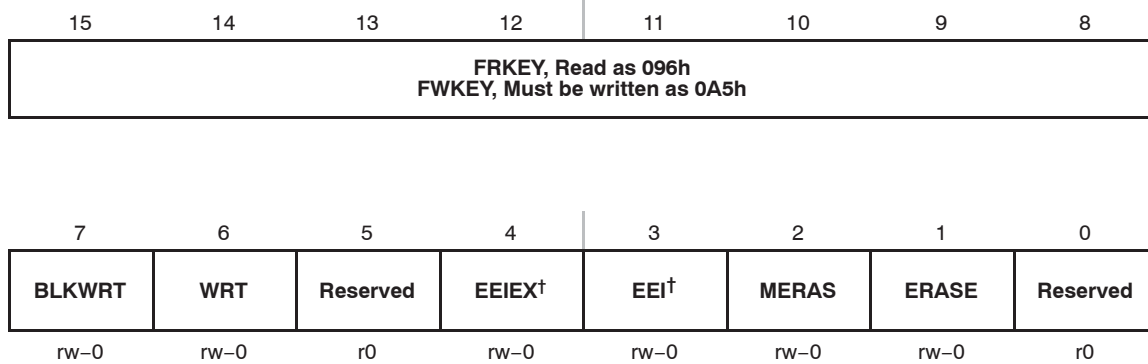 15 14 13 12 11 10 9 8
FRKEY, Read as 096h
FWKEY, Must be written as 0A5h
7 6 5 4 3 2 1 0
BLKWRT WRT Reserved EEIEX† EEI† MERAS ERASE Reserved
rw−0 rw−0 r0 rw−0 rw−0 rw−0 rw−0 r0